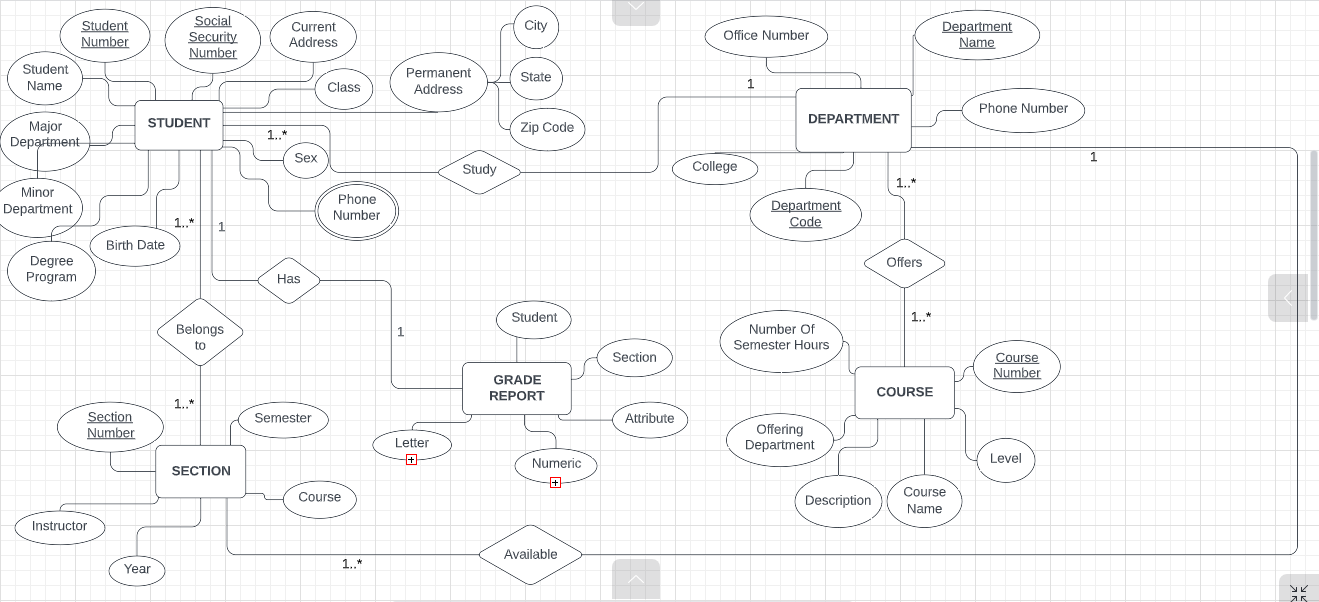 Student
Number
Social
Security
Number
Current
Address
City
Office Number
Department
Name
Student
Name
Class
Permanent
Address
State
1
Phone Number
Major
Department
STUDENT
1..*
Zip Code
DEPARTMENT
Sex
Study
College
1
Minor
Department
Phone
Number
1..*
Department
Code
1..*
1
Birth Date
Degree
Program
Has
Offers
Belongs
to
1
Student
1..*
Number Of
Semester Hours
Section
Course
Number
GRADE
REPORT
COURSE
1..*
Section
Number
Semester
Attribute
Letter
Offering
Department
Level
SECTION
Numeric
Course
Description
Course
Name
Instructor
Year
1..*
Available